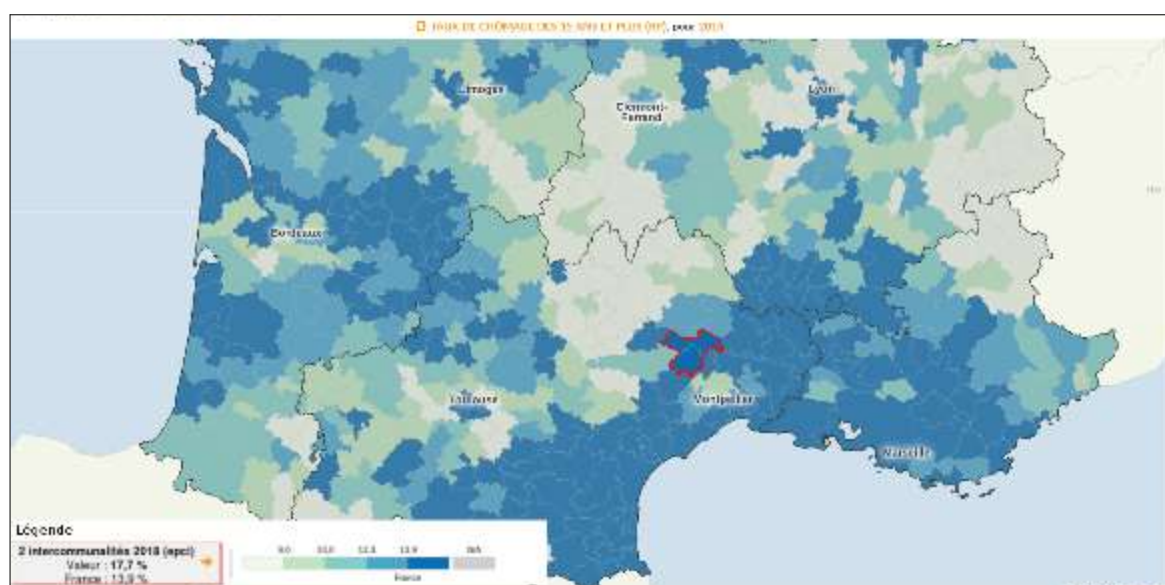 TAUX DE CHÔMAGE DES 15 ANS ET PLUS (RP), pour 2014
Limoges
Clermont-
Ferrand
Lyon
Bordeaux
Toulouse
Montpellier
Marseille
Légende
2 intercommunalités 2018 (epci)
Valeur : 17,7 %
France : 13,9 %
N/A
France